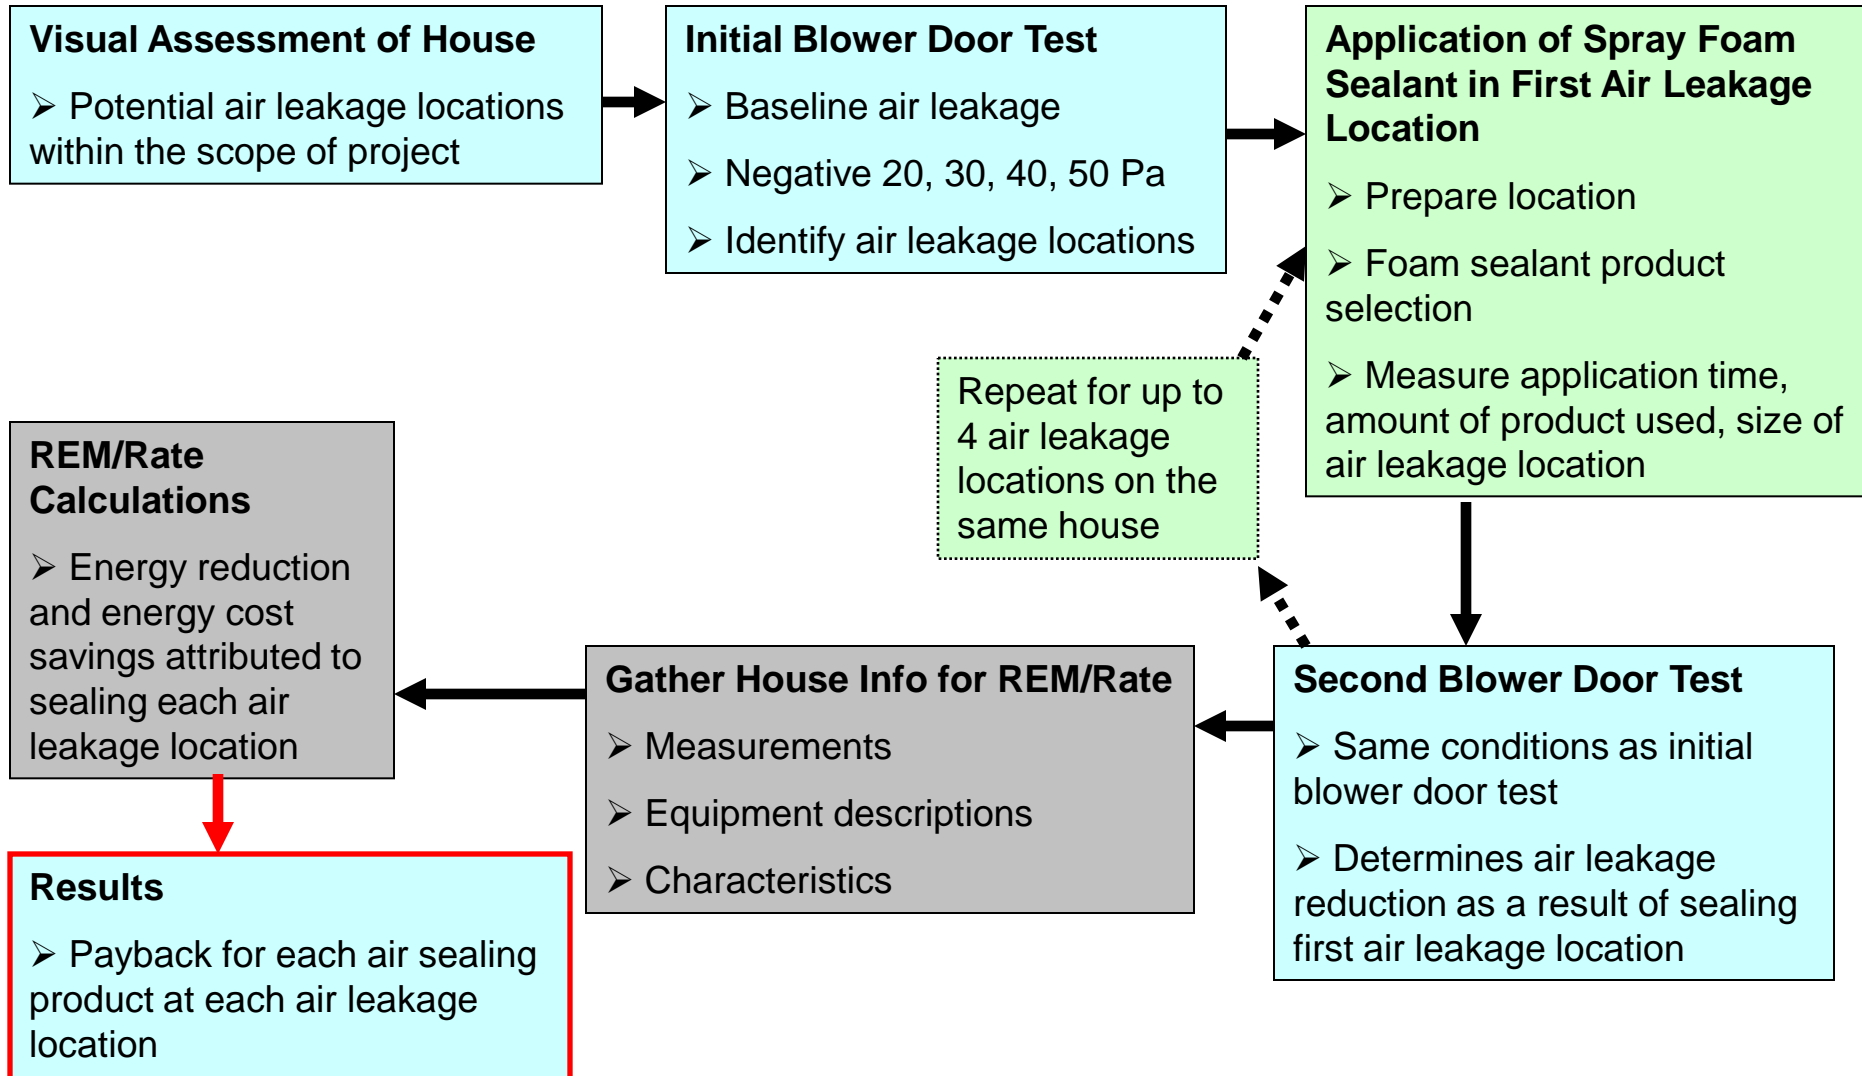 Visual Assessment of House
➢ Potential air leakage locations
within the scope of project
Initial Blower Door Test
➢ Baseline air leakage
➢ Negative 20, 30, 40, 50 Pa
➢ Identify air leakage locations
Application of Spray Foam
Sealant in First Air Leakage
Location
➢ Prepare location
➢ Foam sealant product
selection
➢ Measure application time,
amount of product used, size of
air leakage location
Repeat for up to
4 air leakage
locations on the
same house
Second Blower Door Test
➢ Same conditions as initial
blower door test
➢ Determines air leakage
reduction as a result of sealing
first air leakage location
Gather House Info for REM/Rate
➢ Measurements
➢ Equipment descriptions
➢ Characteristics
REM/Rate
Calculations
➢ Energy reduction
and energy cost
savings attributed to
sealing each air
leakage location
Results
➢ Payback for each air sealing
product at each air leakage
location